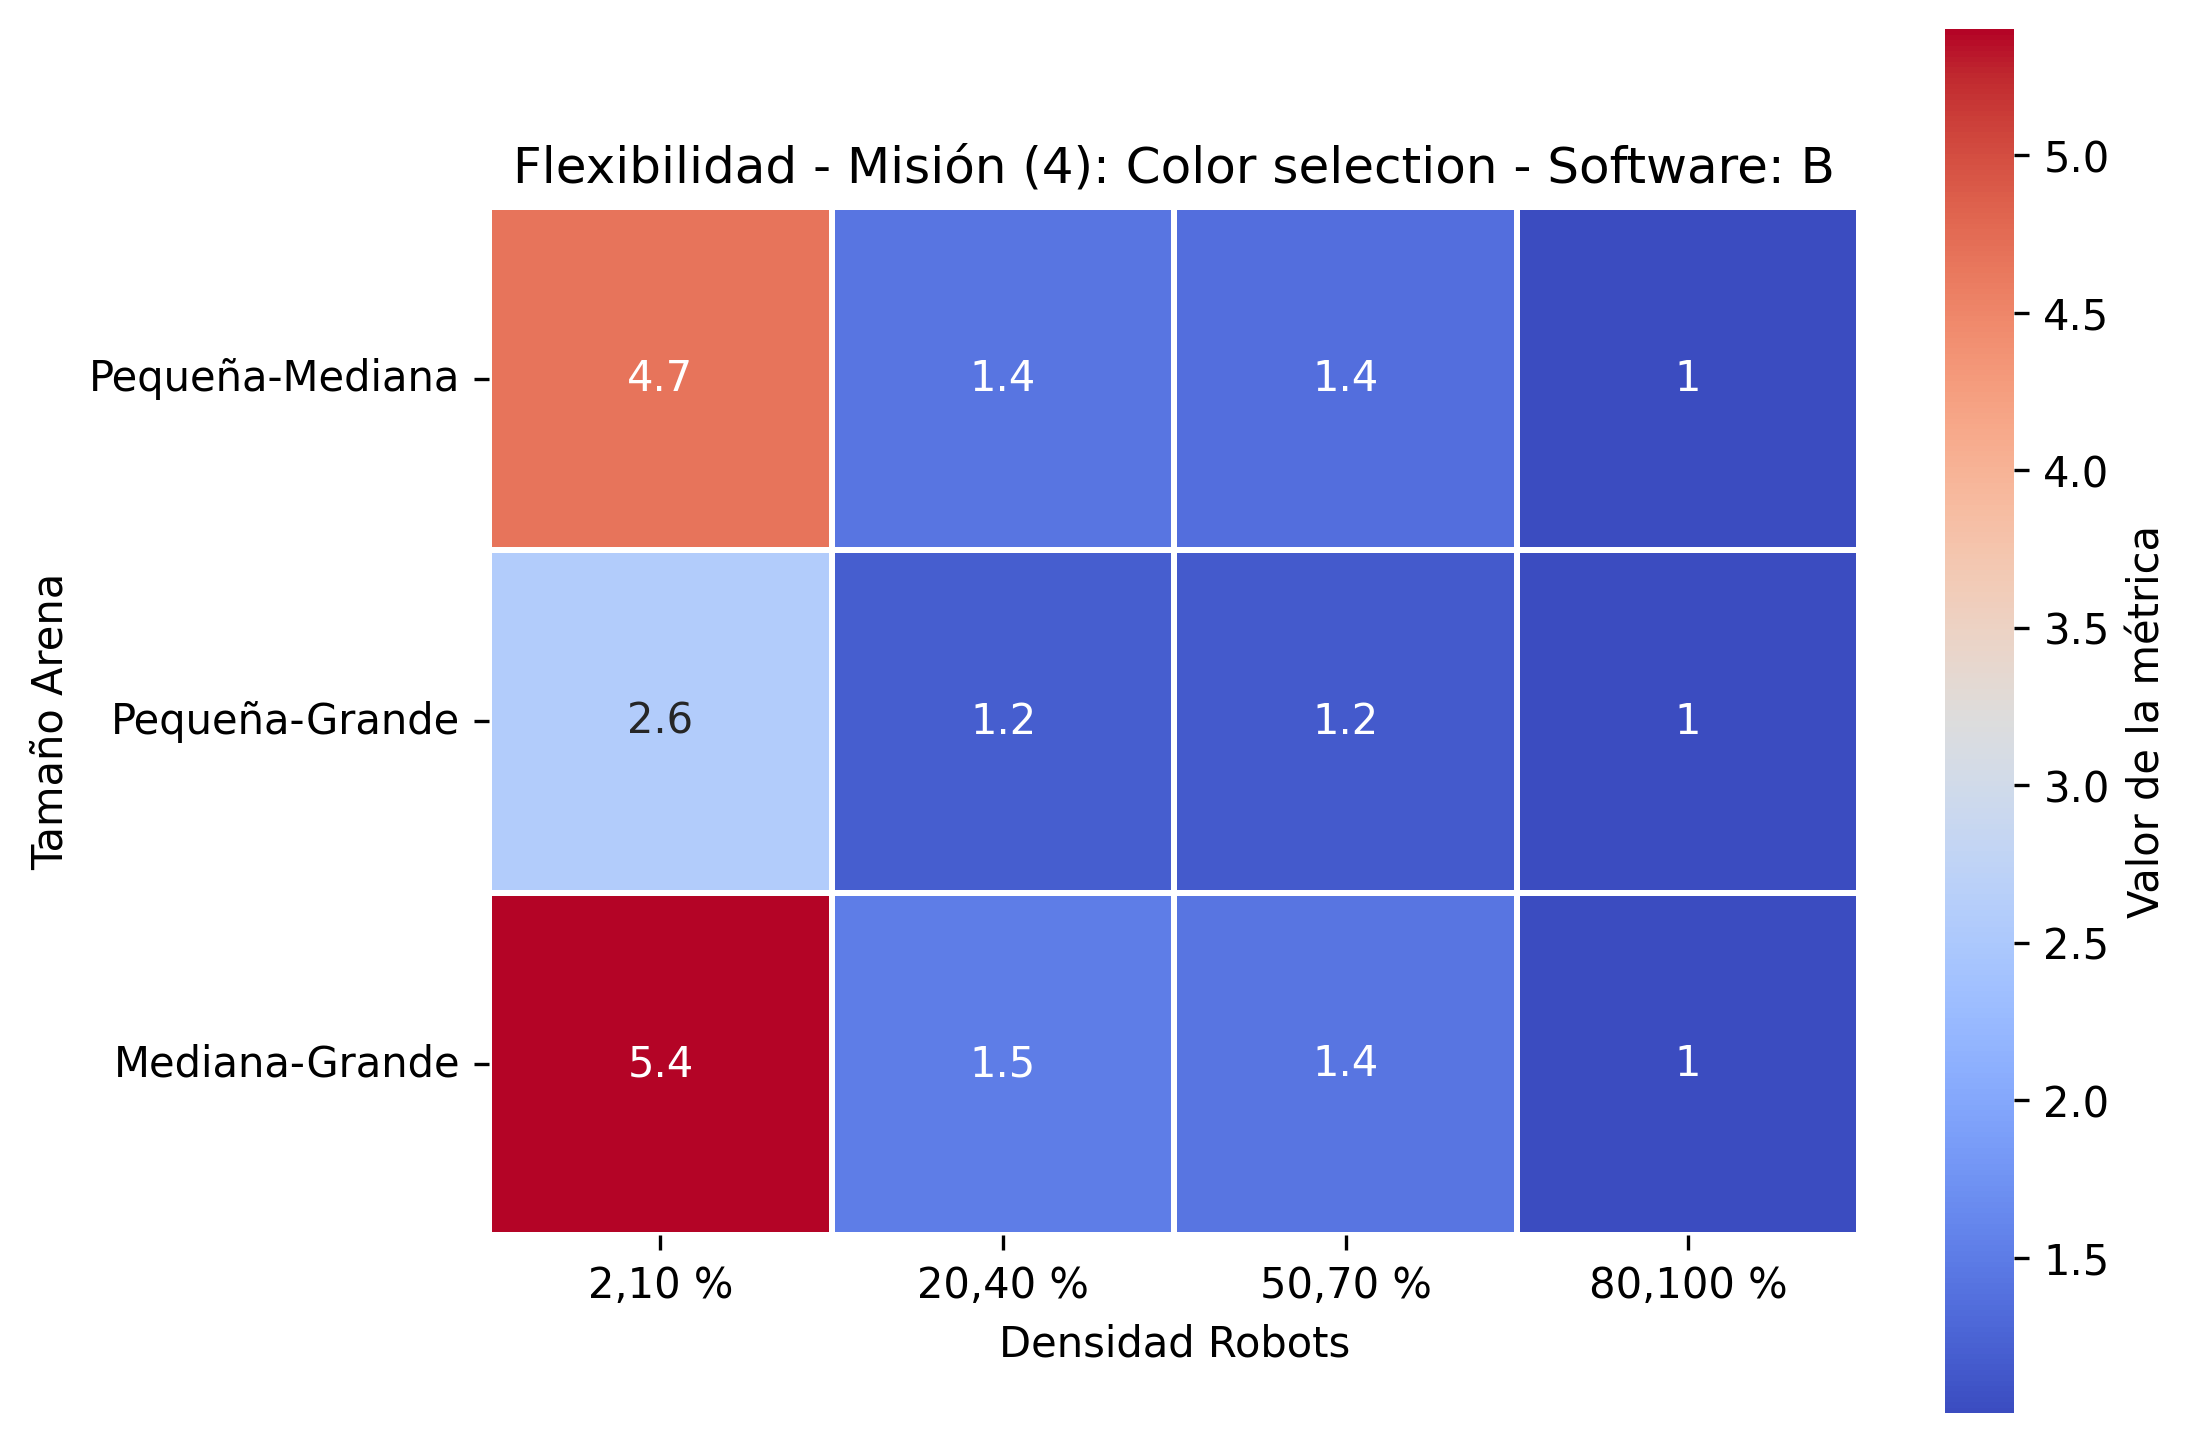 Flexibilidad - Misión (4): Color selection - Software: B
Tamaño Arena
Pequeña-Mediana
4.7 1.4 1.4 1
Pequeña-Grande
2.6 1.2 1.2 1
Mediana-Grande
5.4 1.5 1.4 1
2,10 % 20,40 % 50,70 % 80,100 %
Densidad Robots
5.0
4.5
4.0
3.5
3.0
2.5
2.0
1.5
Valor de la métrica